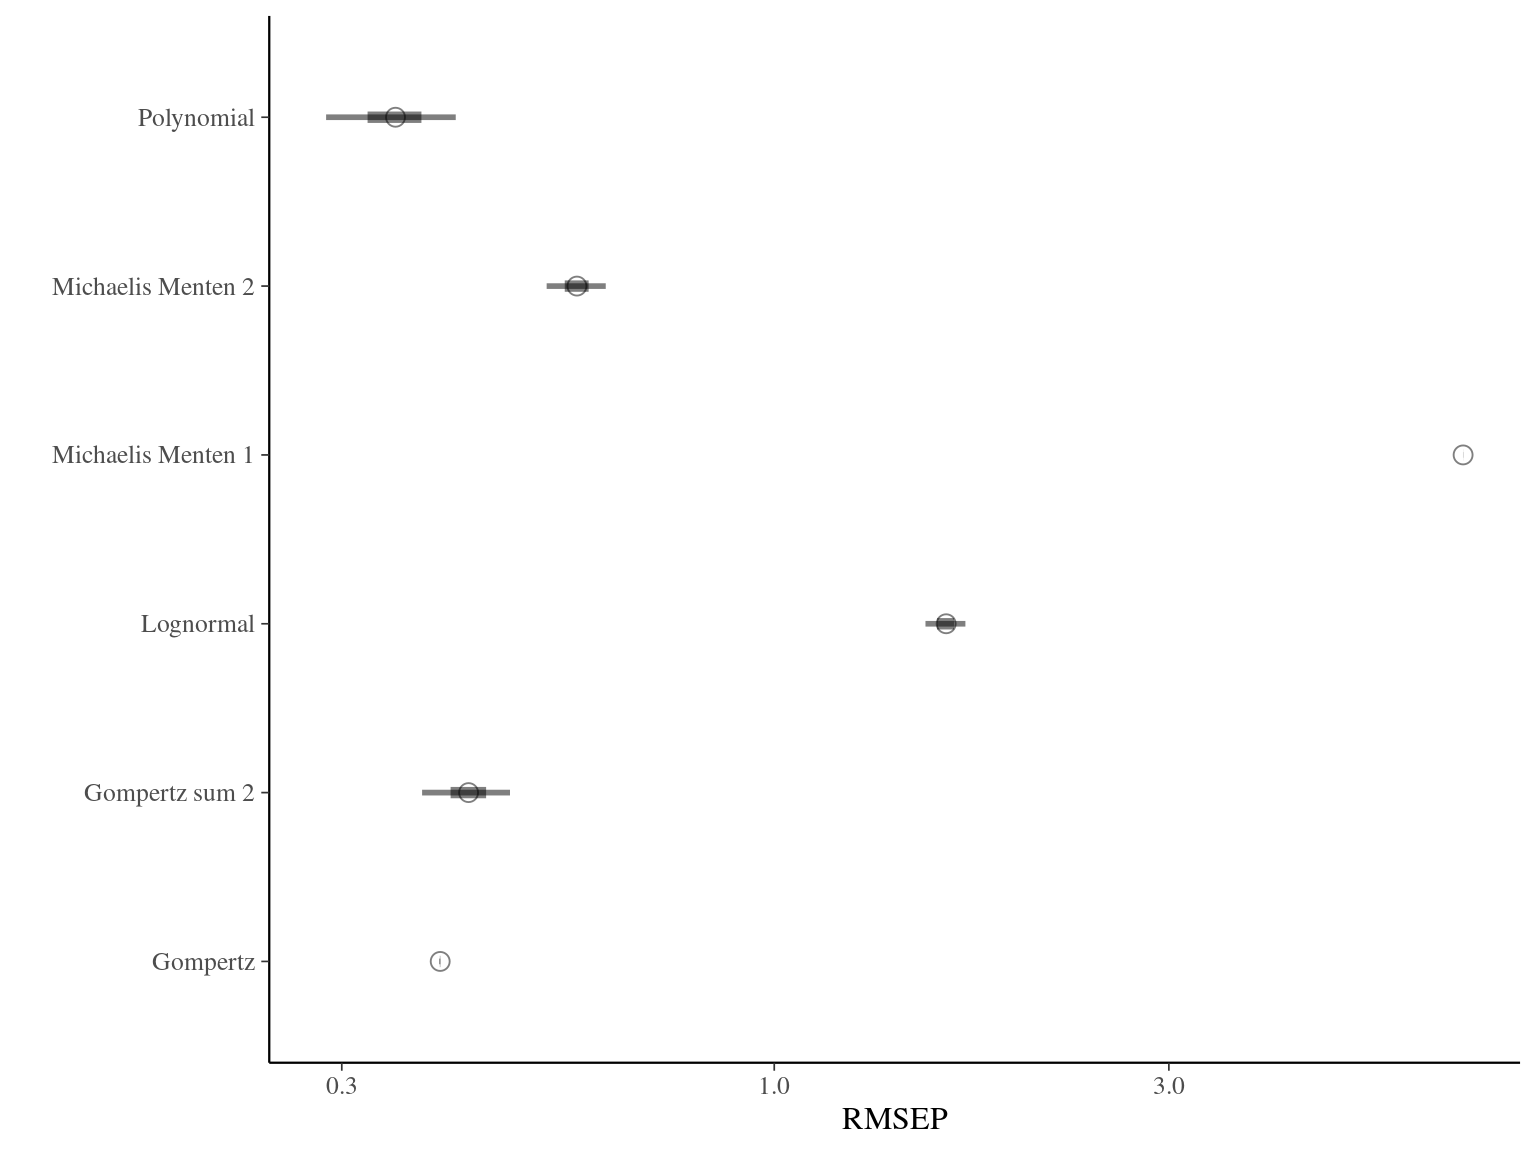 Polynomial
Michaelis Menten 2
Michaelis Menten 1
Lognormal
Gompertz sum 2
Gompertz
0.3 1.0 3.0
RMSEP